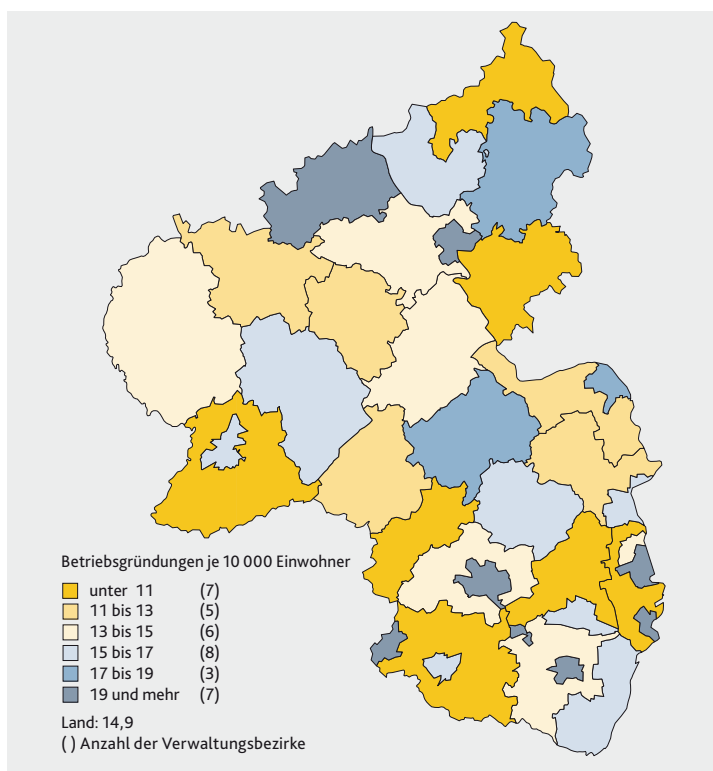 Betriebsgründungen je 10 000 Einwohner
unter 11 (7)
11 bis 13 (5)
13 bis 15 (6)
15 bis 17 (8)
17 bis 19 (3)
19 und mehr (7)
Land: 14,9
( ) Anzahl der Verwaltungsbezirke